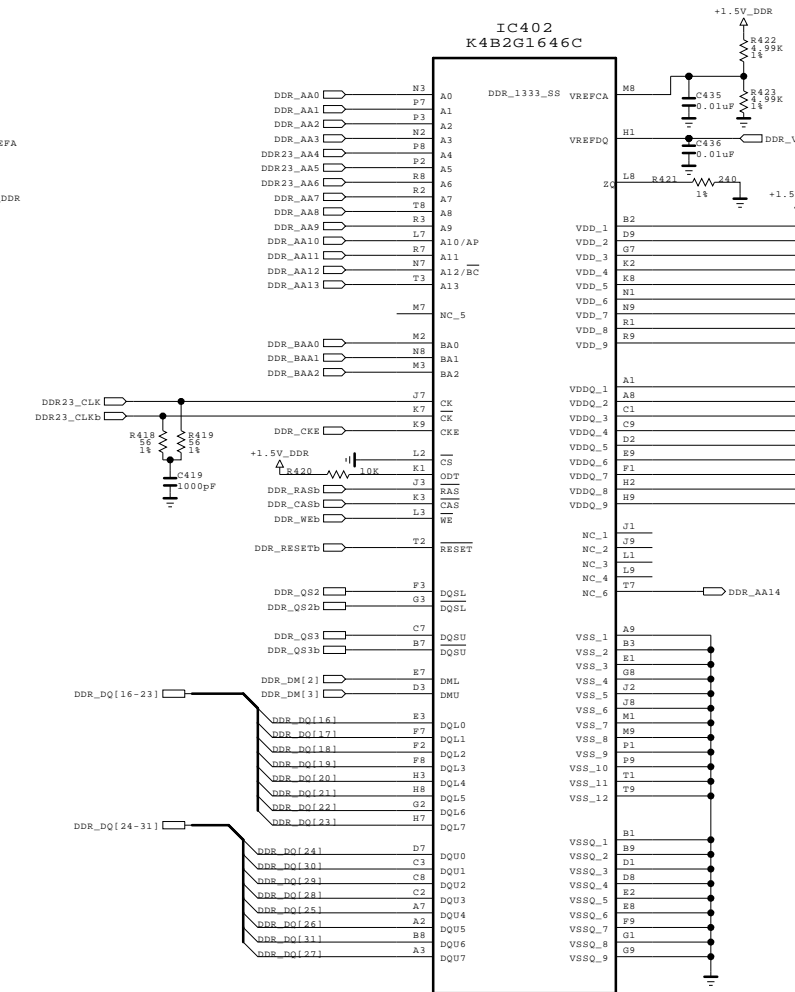 IC402
K4B2G1646C
+1.5V_DDR
R422
4.99K
1%
DDR_1333_SS
EFA
_DDR
DDR_AA0 N3 A0
DDR_AA1 P7 A1
DDR_AA2 P3 A2
DDR_AA3 N2 A3
DDR23_AA4 P8 A4
DDR23_AA5 P2 A5
DDR23_AA6 R8 A6
DDR_AA7 R2 A7
DDR_AA8 T8 A8
DDR_AA9 R3 A9
DDR_AA10 L7 A10/AP
DDR_AA11 R7 A11
DDR_AA12 N7 A12/BC
DDR_AA13 T3 A13
M7 NC_5
DDR_BAA0 M2 BA0
DDR_BAA1 N8 BA1
DDR_BAA2 M3 BA2
DDR23_CLK J7 CK
DDR23_CLKb K7 CK
DDR_CKE K9 CKE
R418
56
1%
R419
56
1%
C419
1000pF
+1.5V_DDR
L2 CS
R420 10K K1 ODT
DDR_RASb J3 RAS
DDR_CASb K3 CAS
DDR_WEb L3 WE
DDR_RESETb T2 RESET
DDR_QS2 F3 DQSL
DDR_QS2b G3 DQSL
DDR_QS3 C7 DQSU
DDR_QS3b B7 DQSU
DDR_DM[2] E7 DML
DDR_DM[3] D3 DMU
DDR_DQ[16-23]
DDR_DQ[16] E3 DQL0
DDR_DQ[17] F7 DQL1
DDR_DQ[18] F2 DQL2
DDR_DQ[19] F8 DQL3
DDR_DQ[20] H3 DQL4
DDR_DQ[21] H8 DQL5
DDR_DQ[22] G2 DQL6
DDR_DQ[23] H7 DQL7
DDR_DQ[24-31]
DDR_DQ[24] D7 DQU0
DDR_DQ[30] C3 DQU1
DDR_DQ[29] C8 DQU2
DDR_DQ[28] C2 DQU3
DDR_DQ[25] A7 DQU4
DDR_DQ[26] A2 DQU5
DDR_DQ[31] B8 DQU6
DDR_DQ[27] A3 DQU7
VREFCA M8
C435
0.01uF
R423
4.99K
1%
VREFDQ H1
C436
0.01uF
DDR_V
ZQ L8 R421 240
1%
+1.5
VDD_1 B2
VDD_2 D9
VDD_3 G7
VDD_4 K2
VDD_5 K8
VDD_6 N1
VDD_7 N9
VDD_8 R1
VDD_9 R9
VDDQ_1 A1
VDDQ_2 A8
VDDQ_3 C1
VDDQ_4 C9
VDDQ_5 D2
VDDQ_6 E9
VDDQ_7 F1
VDDQ_8 H2
VDDQ_9 H9
NC_1 J1
NC_2 J9
NC_3 L1
NC_4 L9
NC_6 T7 DDR_AA14
VSS_1 A9
VSS_2 B3
VSS_3 E1
VSS_4 G8
VSS_5 J2
VSS_6 J8
VSS_7 M1
VSS_8 M9
VSS_9 P1
VSS_10 P9
VSS_11 T1
VSS_12 T9
VSSQ_1 B1
VSSQ_2 B9
VSSQ_3 D1
VSSQ_4 D8
VSSQ_5 E2
VSSQ_6 E8
VSSQ_7 F9
VSSQ_8 G1
VSSQ_9 G9